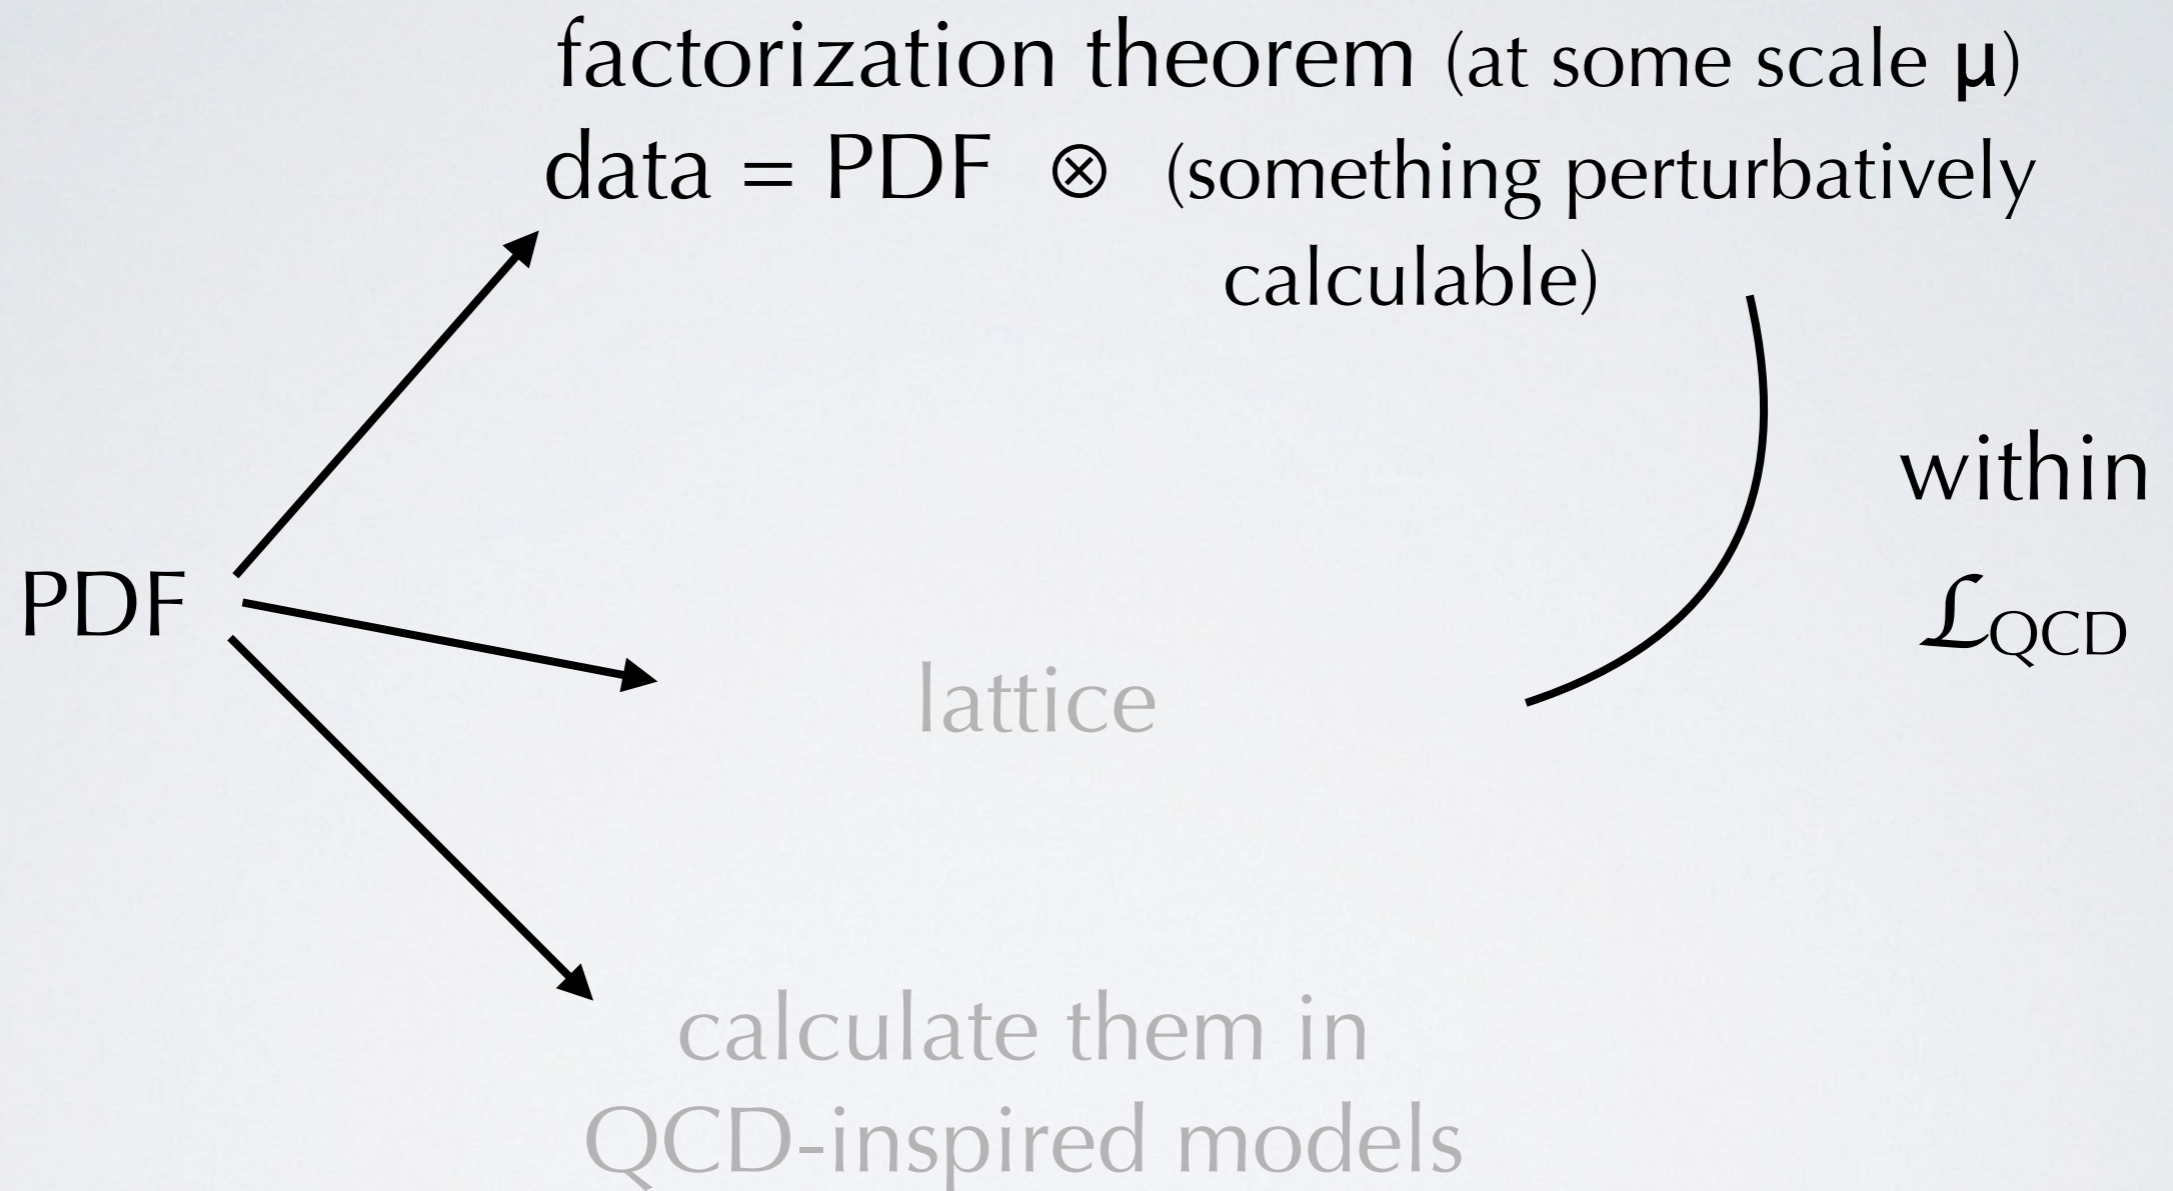 factorization theorem (at some scale μ)
data = PDF ⊗ (something perturbatively
calculable)
within
PDF
ℒQCD
lattice
calculate them in
QCD-inspired models